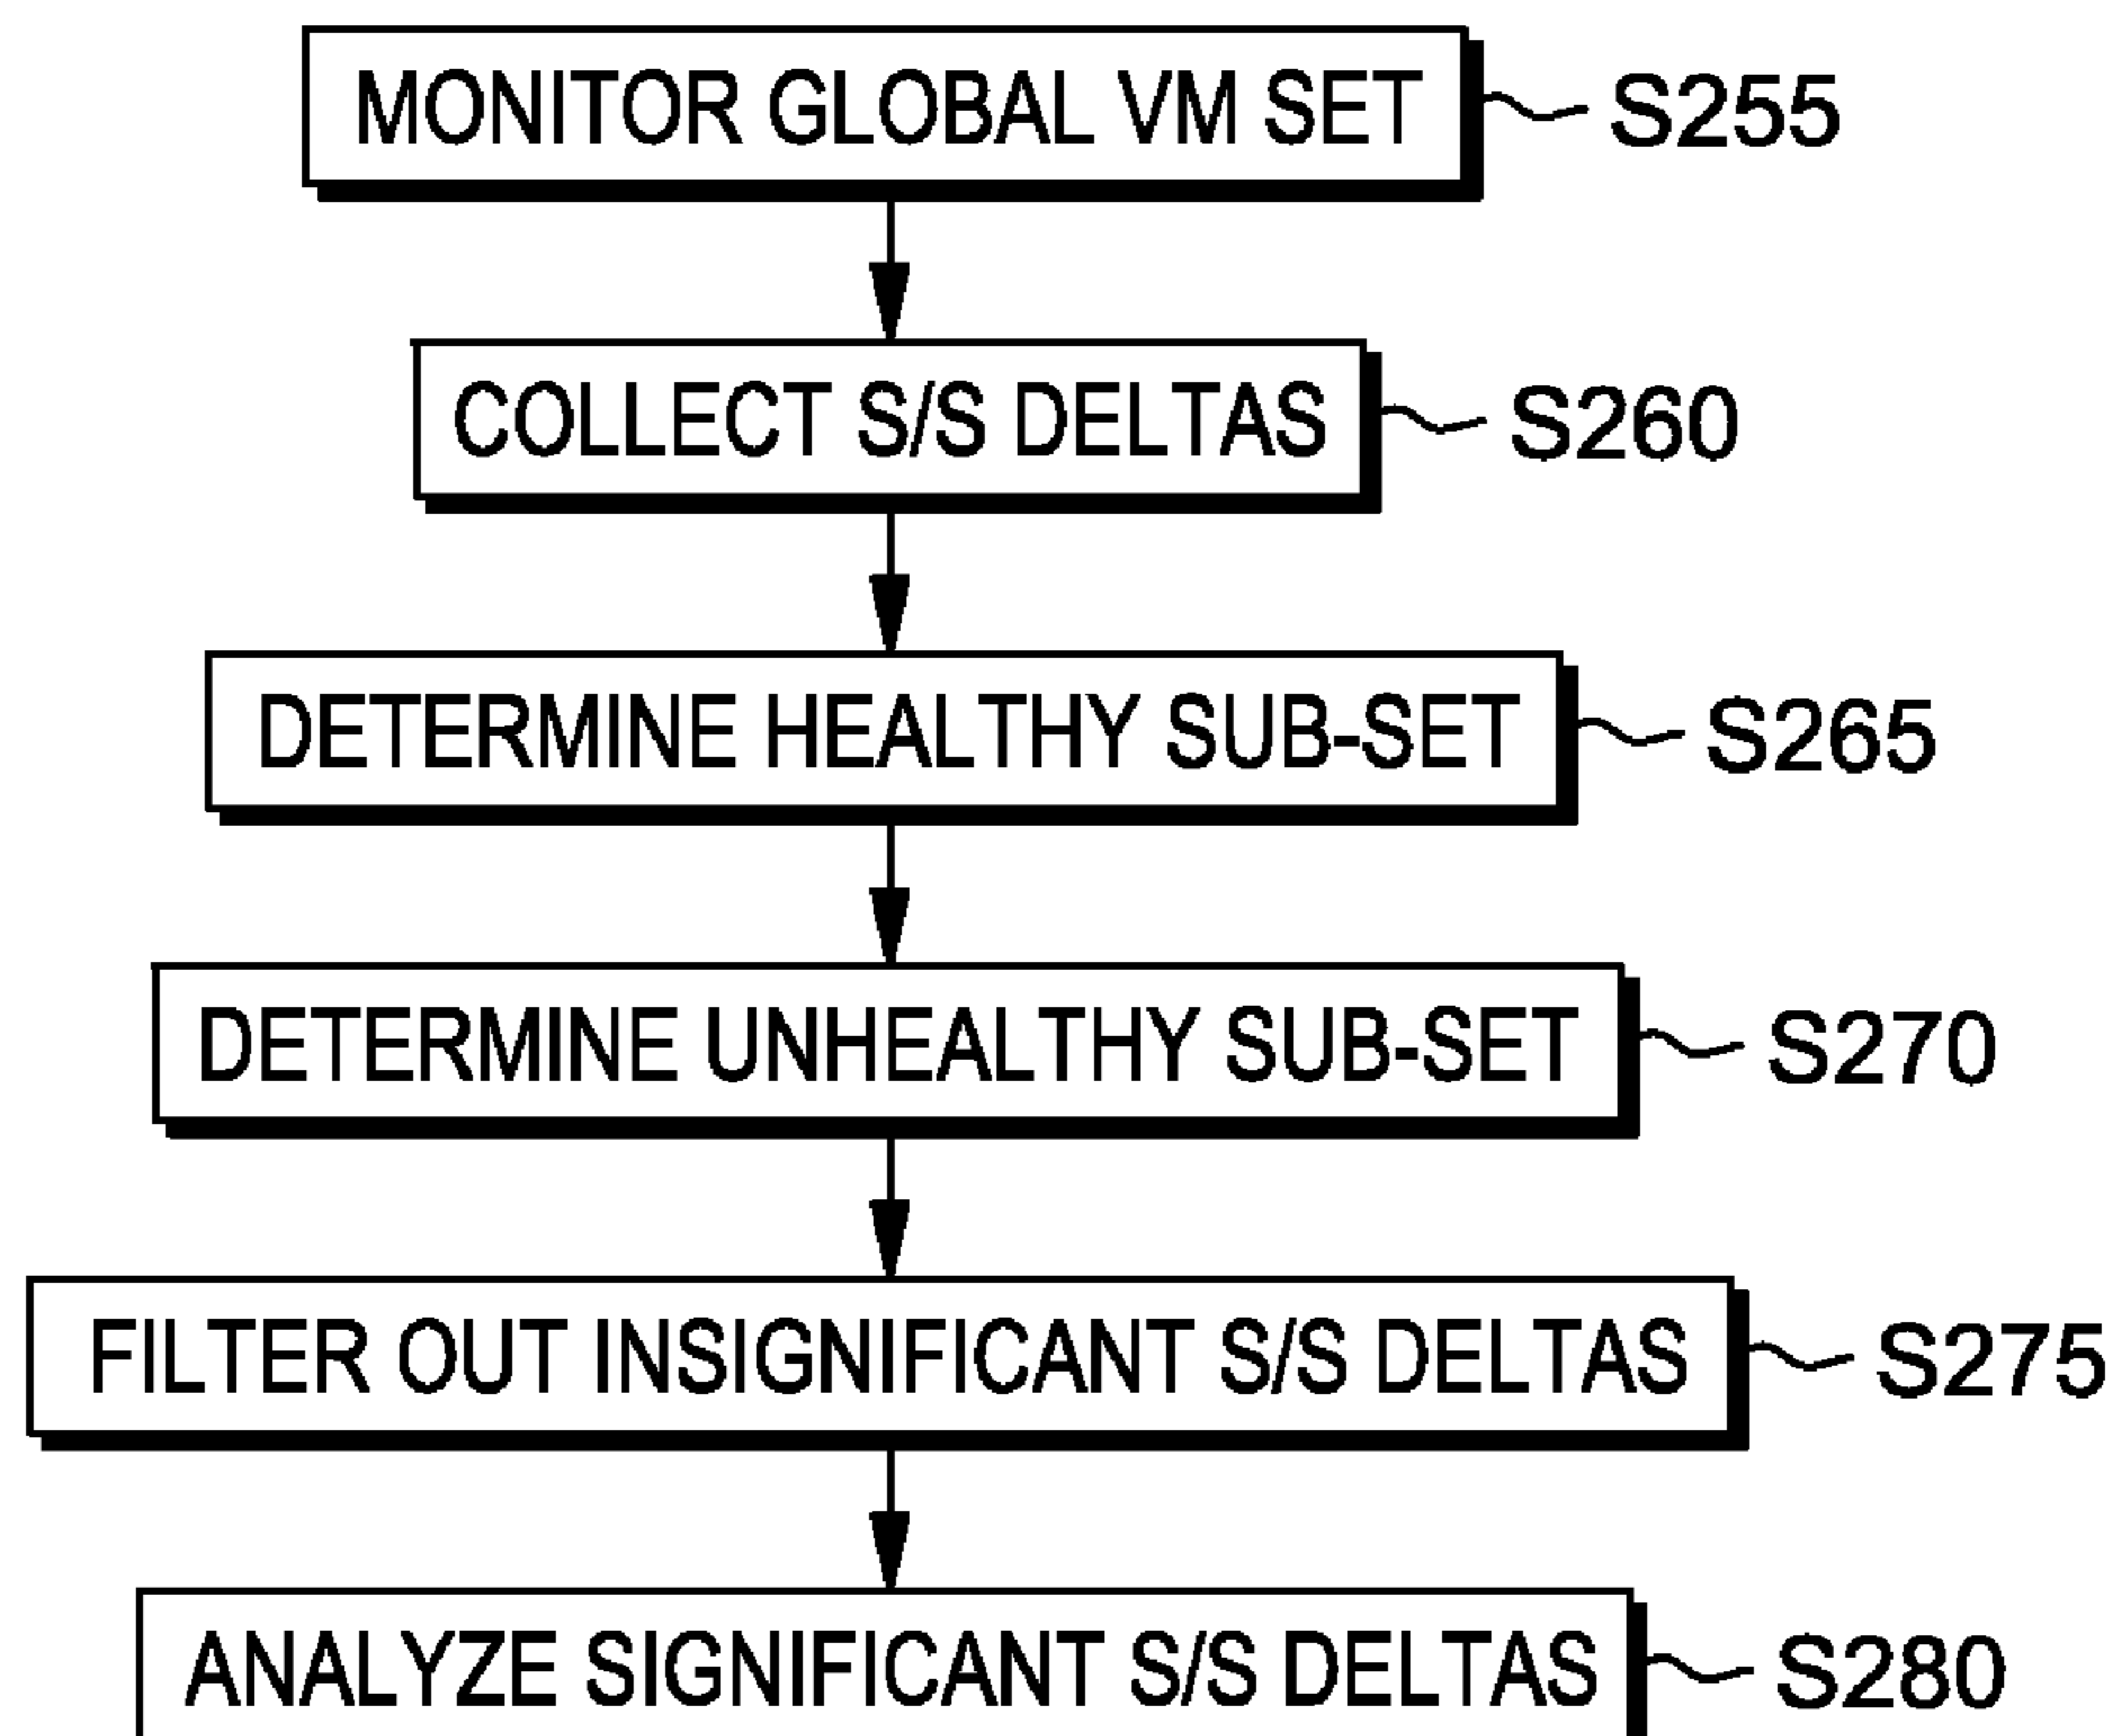 MONITOR GLOBAL VM SET S255
COLLECT S/S DELTAS S260
DETERMINE HEALTHY SUB-SET S265
DETERMINE UNHEALTHY SUB-SET S270
FILTER OUT INSIGNIFICANT S/S DELTAS S275
ANALYZE SIGNIFICANT S/S DELTAS S280